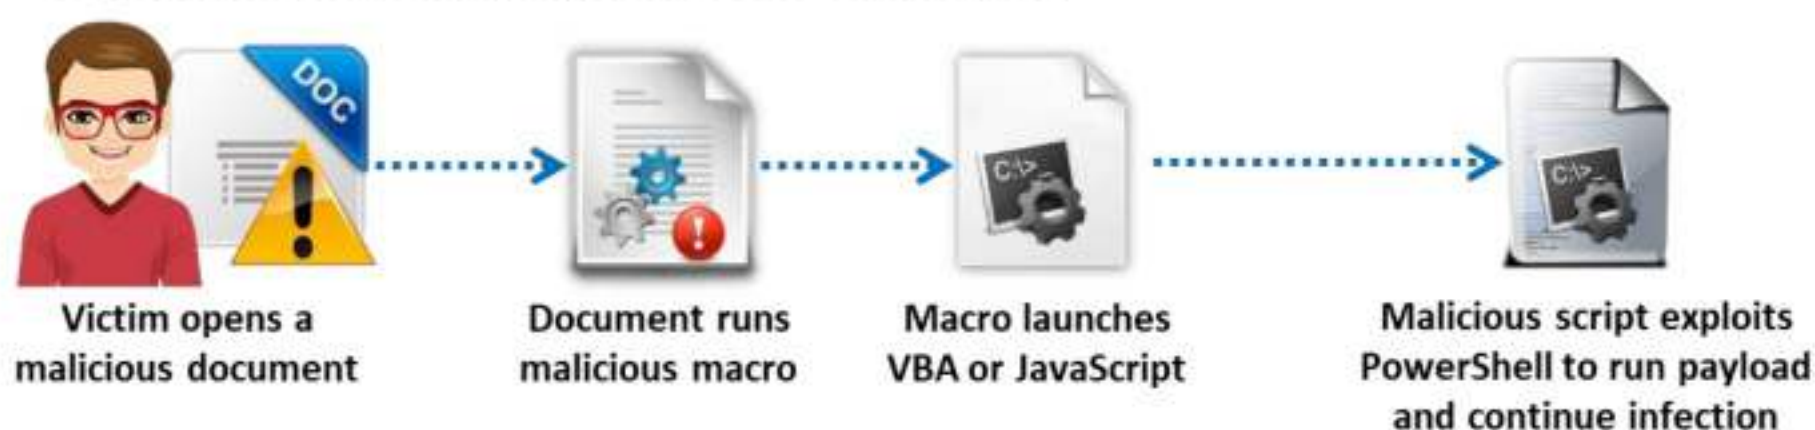 DOC
C:\>
C:\>
Victim opens a
malicious document
Document runs
malicious macro
Macro launches
VBA or JavaScript
Malicious script exploits
PowerShell to run payload
and continue infection